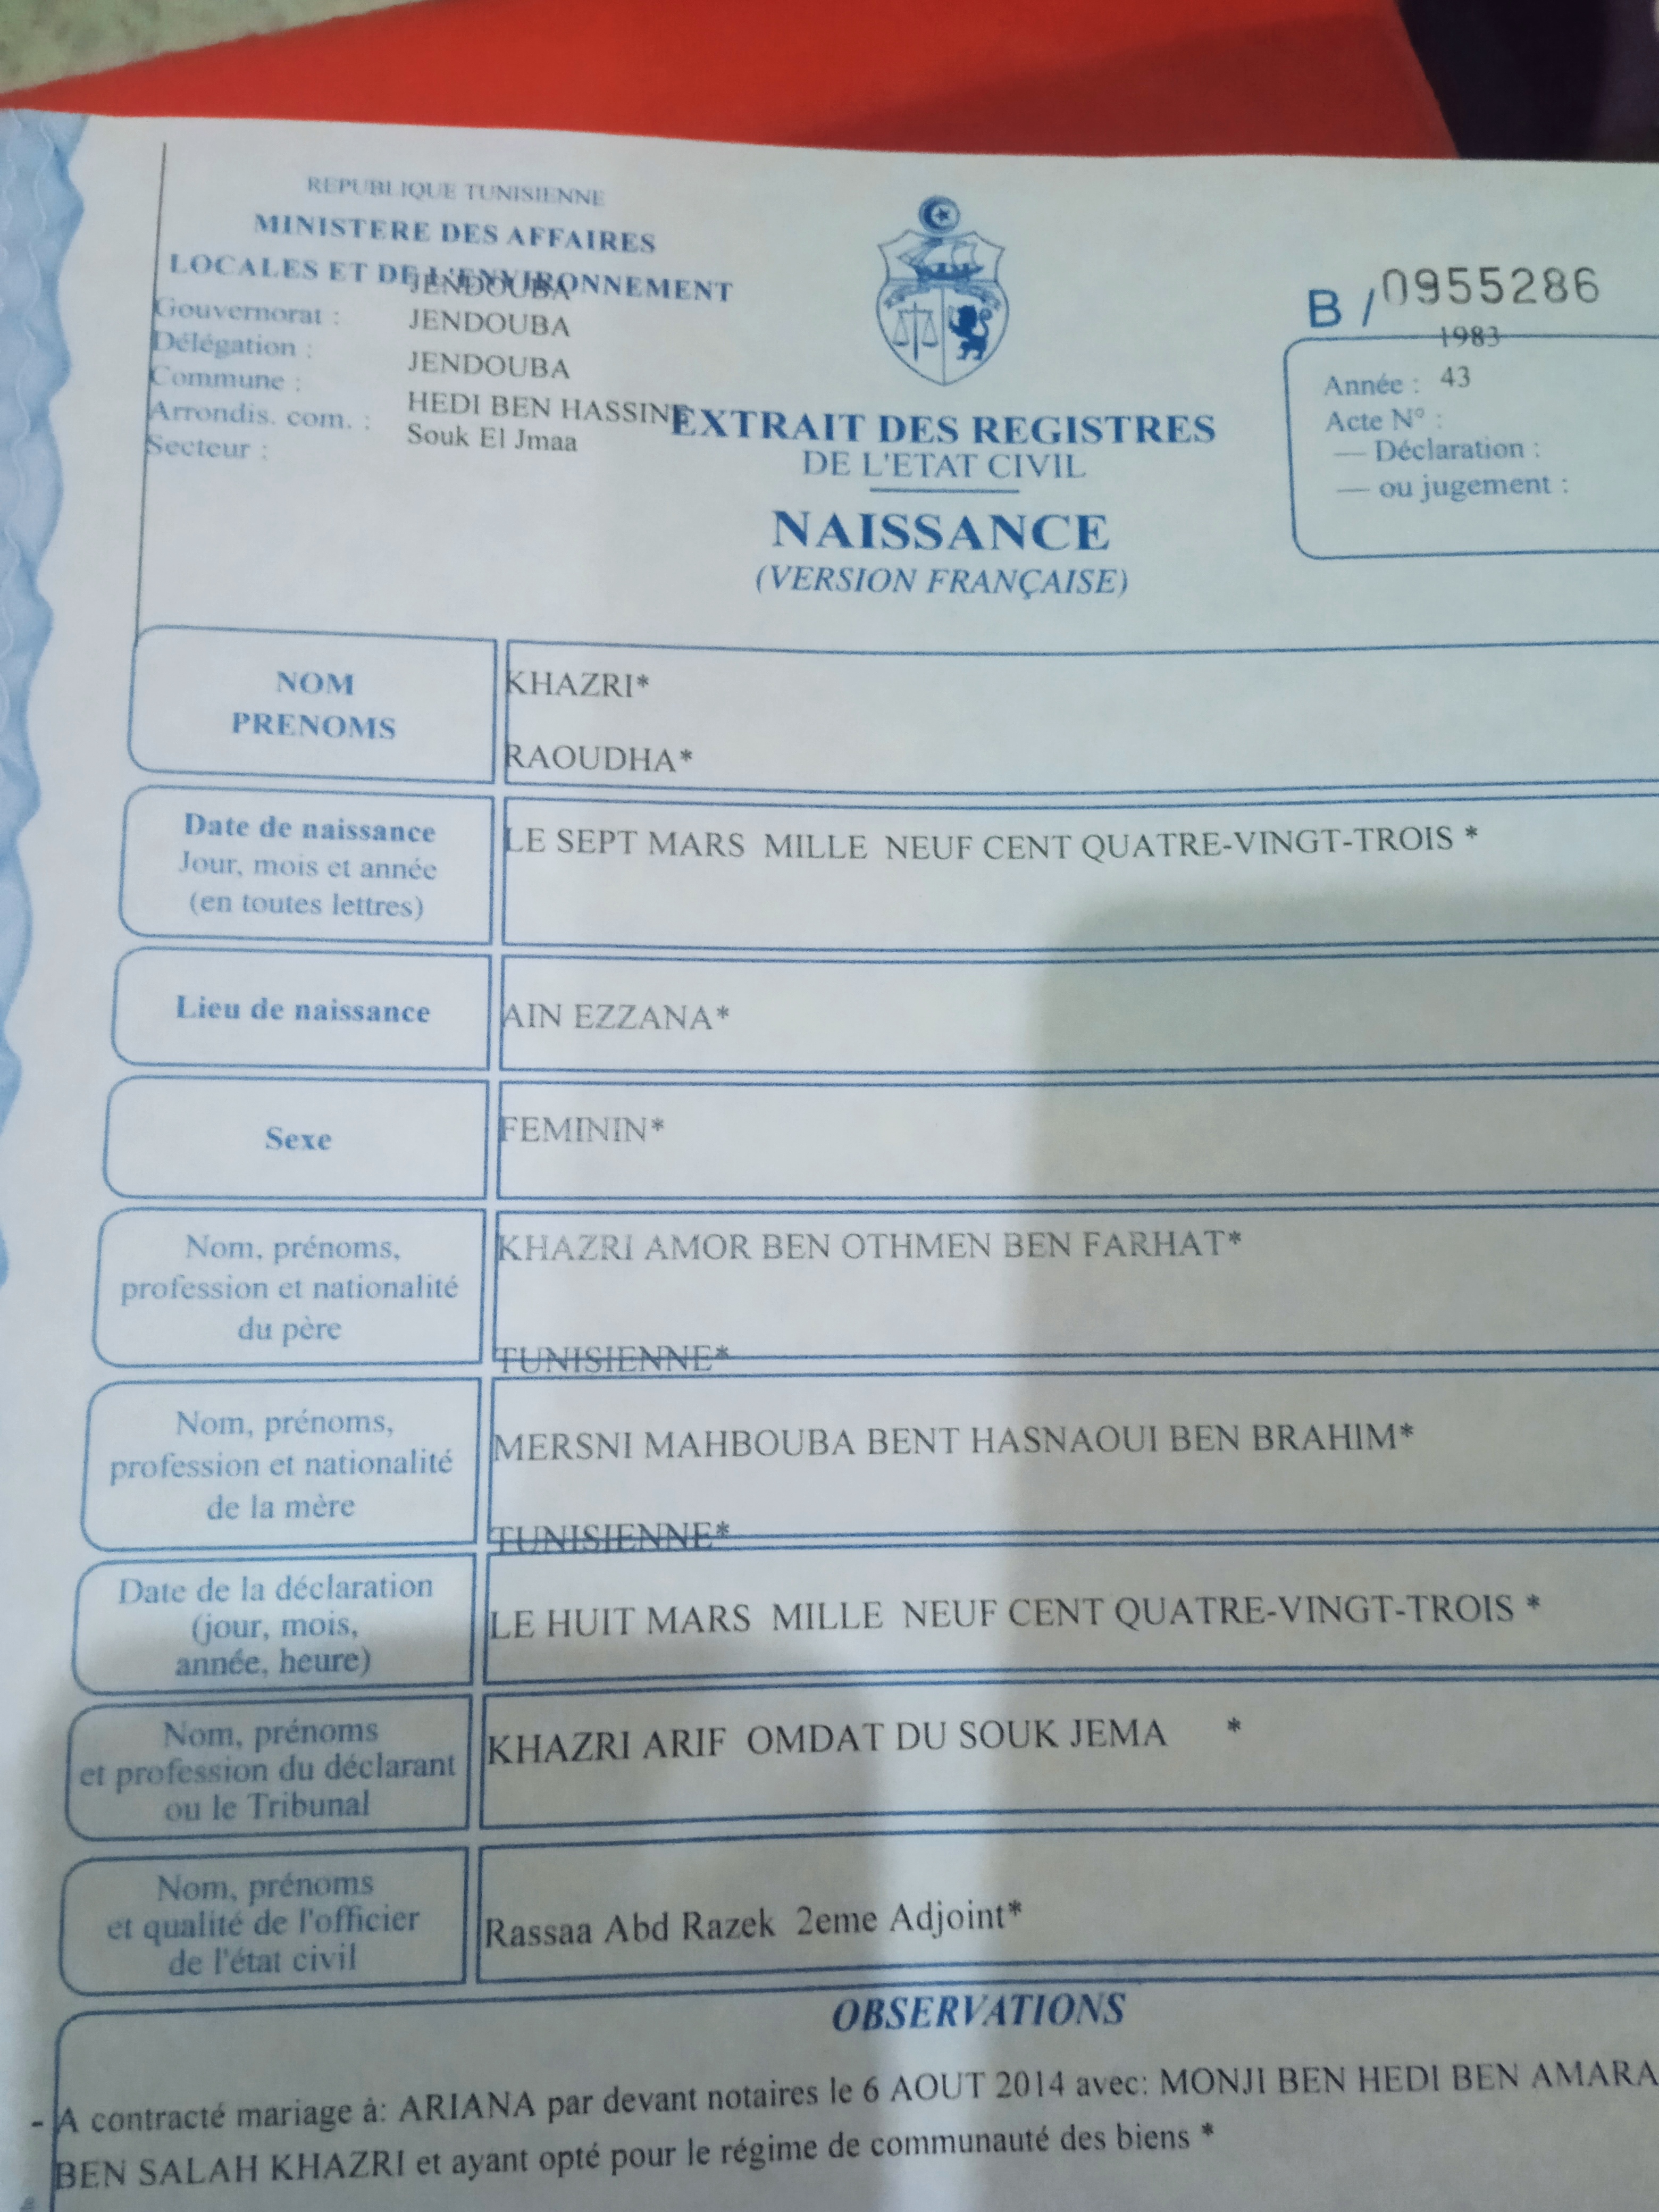 REPUBLIQUE TUNISIENNE
MINISTERE DES AFFAIRES
LOCALES ET DE L'ENVIRONNEMENT
Gouvernorat : JENDOUBA
Délégation : JENDOUBA
Commune : JENDOUBA
Arrondis. com. : HEDI BEN HASSINE
Secteur : Souk El Jmaa
B / 0955286
1983
Année : 43
Acte N° :
— Déclaration :
— ou jugement :
EXTRAIT DES REGISTRES
DE L'ETAT CIVIL
NAISSANCE
(VERSION FRANÇAISE)
NOM KHAZRI*
PRENOMS RAOUDHA*
Date de naissance LE SEPT MARS MILLE NEUF CENT QUATRE-VINGT-TROIS *
Jour, mois et année
(en toutes lettres)
Lieu de naissance AIN EZZANA*
Sexe FEMININ*
Nom, prénoms, KHAZRI AMOR BEN OTHMEN BEN FARHAT*
profession et nationalité
du père TUNISIENNE*
Nom, prénoms, MERSNI MAHBOUBA BENT HASNAOUI BEN BRAHIM*
profession et nationalité
de la mère TUNISIENNE*
Date de la déclaration LE HUIT MARS MILLE NEUF CENT QUATRE-VINGT-TROIS *
(jour, mois,
année, heure)
Nom, prénoms KHAZRI ARIF OMDAT DU SOUK JEMA *
et profession du déclarant
ou le Tribunal
Nom, prénoms
et qualité de l'officier Rassaa Abd Razek 2eme Adjoint*
de l'état civil
OBSERVATIONS
- A contracté mariage à: ARIANA par devant notaires le 6 AOUT 2014 avec: MONJI BEN HEDI BEN AMARA
BEN SALAH KHAZRI et ayant opté pour le régime de communauté des biens *